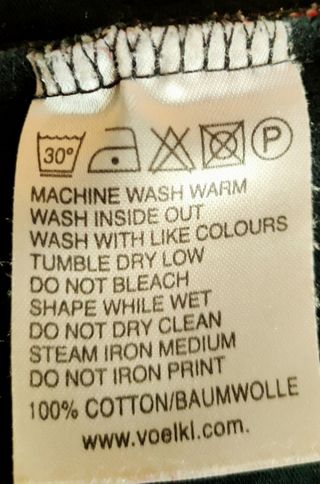 30°
P
MACHINE WASH WARM
WASH INSIDE OUT
WASH WITH LIKE COLOURS
TUMBLE DRY LOW
DO NOT BLEACH
SHAPE WHILE WET
DO NOT DRY CLEAN
STEAM IRON MEDIUM
DO NOT IRON PRINT
100% COTTON/BAUMWOLLE
www.voelkl.com.